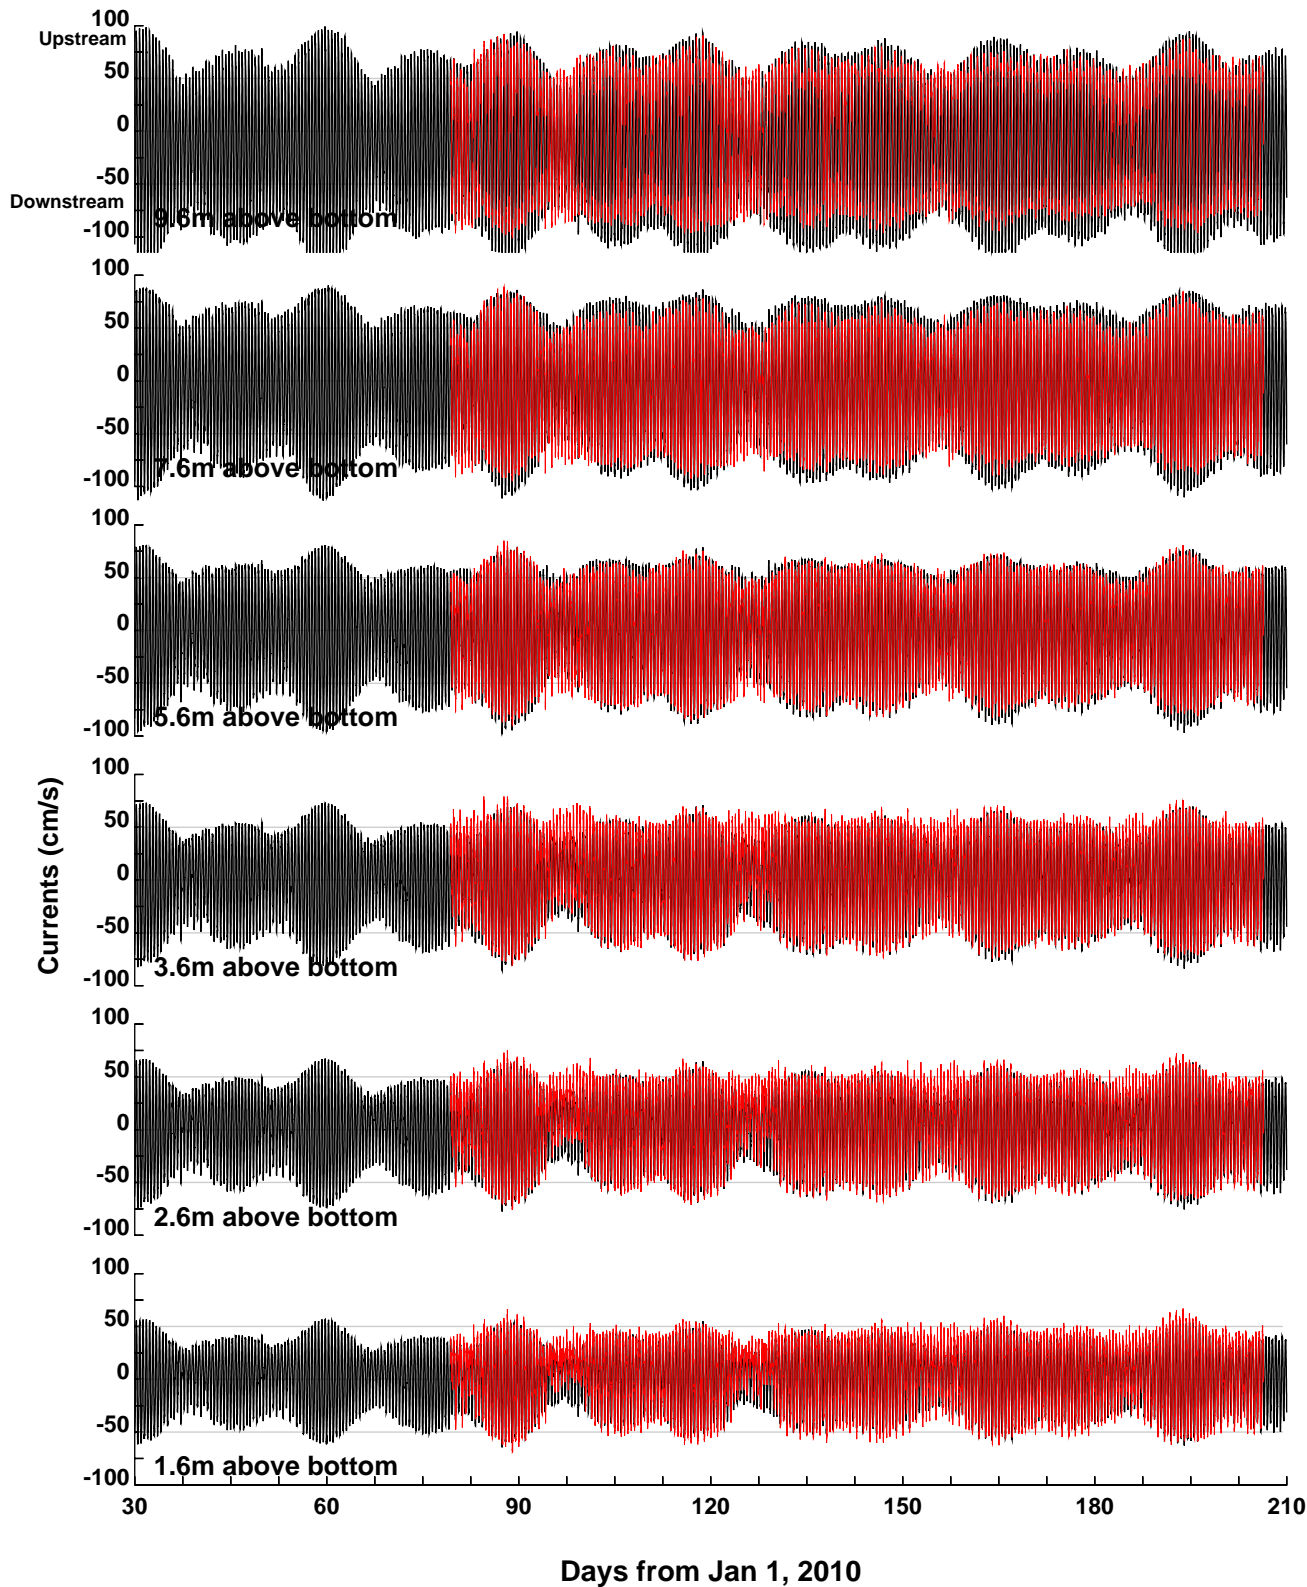 100
Upstream
50
0
-50
Downstream
9.6m above bottom
-100
100
50
0
-50
7.6m above bottom
-100
100
50
0
-50
5.6m above bottom
-100
Currents (cm/s)
100
50
0
-50
3.6m above bottom
-100
100
50
0
-50
2.6m above bottom
-100
100
50
0
-50
1.6m above bottom
-100
30 60 90 120 150 180 210
Days from Jan 1, 2010